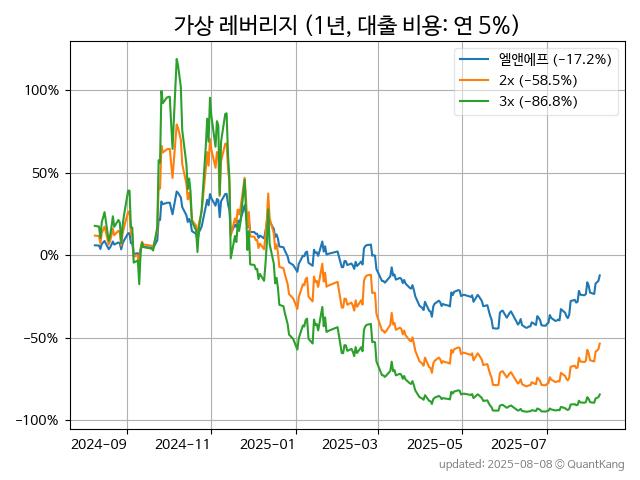 가상 레버리지 (1년, 대출 비용: 연 5%)
엘앤에프 (−17.2%)
2x (−58.5%)
3x (−86.8%)
100%
50%
0%
−50%
−100%
2024-09
2024-11
2025-01
2025-03
2025-05
2025-07
updated: 2025-08-08 © QuantKang